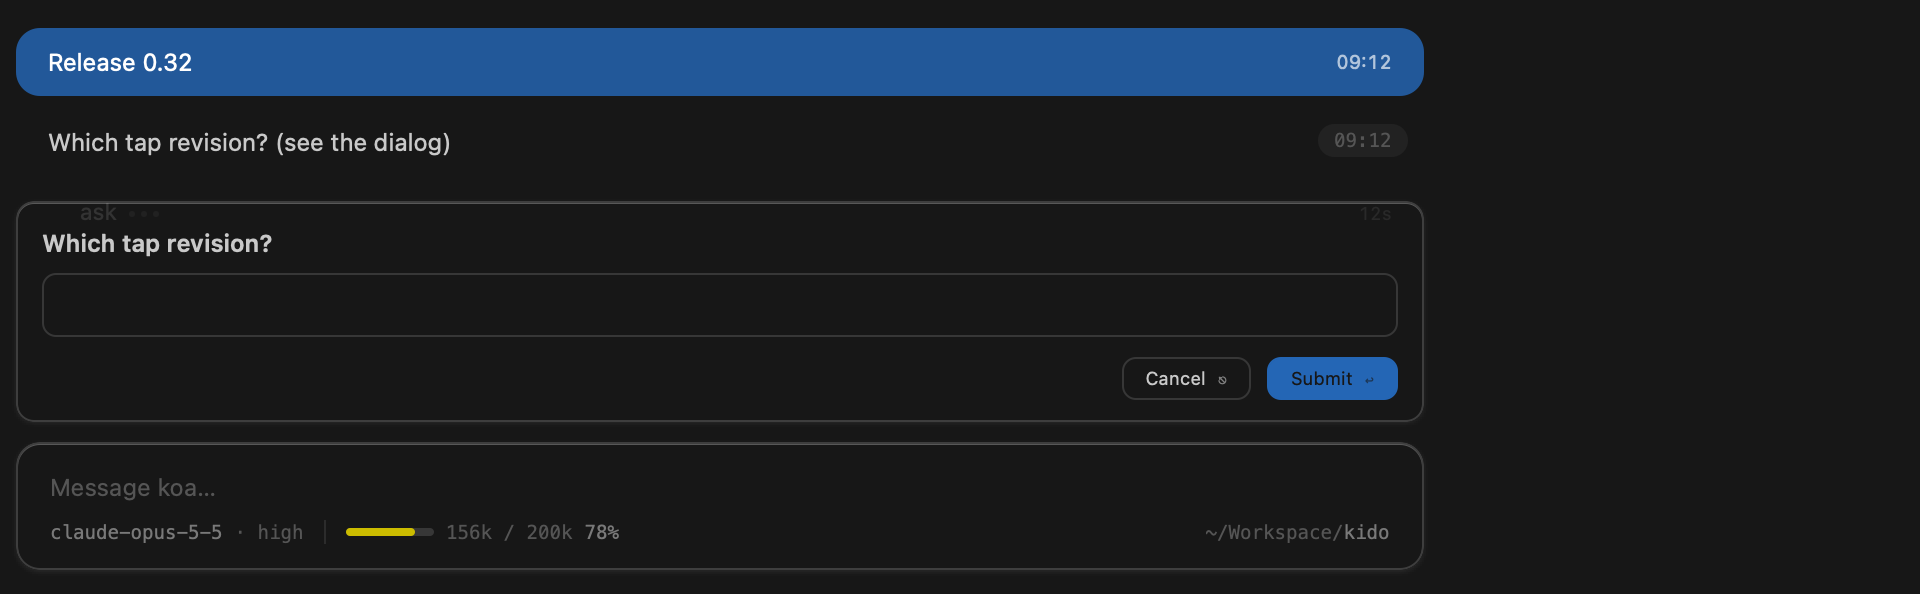 Release 0.32 09:12
Which tap revision? (see the dialog) 09:12
ask ••• 12s
Which tap revision?
Cancel Submit
Message koa...
claude-opus-5-5 · high 156k / 200k 78% ~/Workspace/kido